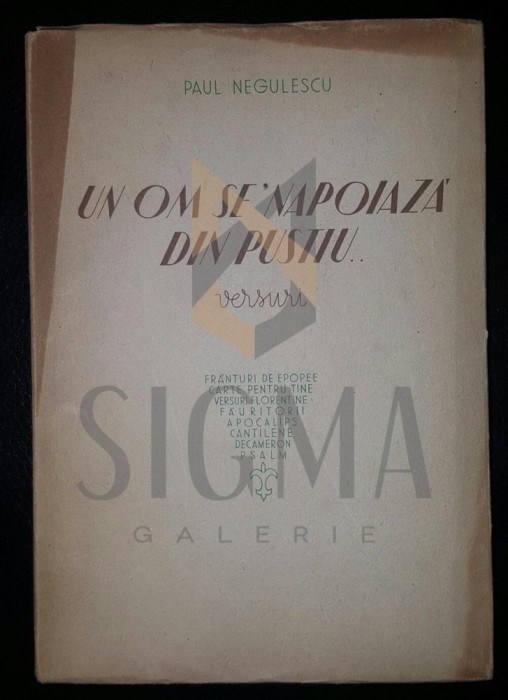 PAUL NEGULESCU
UN OM SE 'NAPOIAZĂ
DIN PUSTIU..
versuri
FRÂNTURI DE EPOPEE
CARTE PENTRU TINE
VERSURI FLORENTINE
FĂURITORII
APOCALIPS
CANTILENE
DECAMERON
PSALM
SIGMA
GALERIE